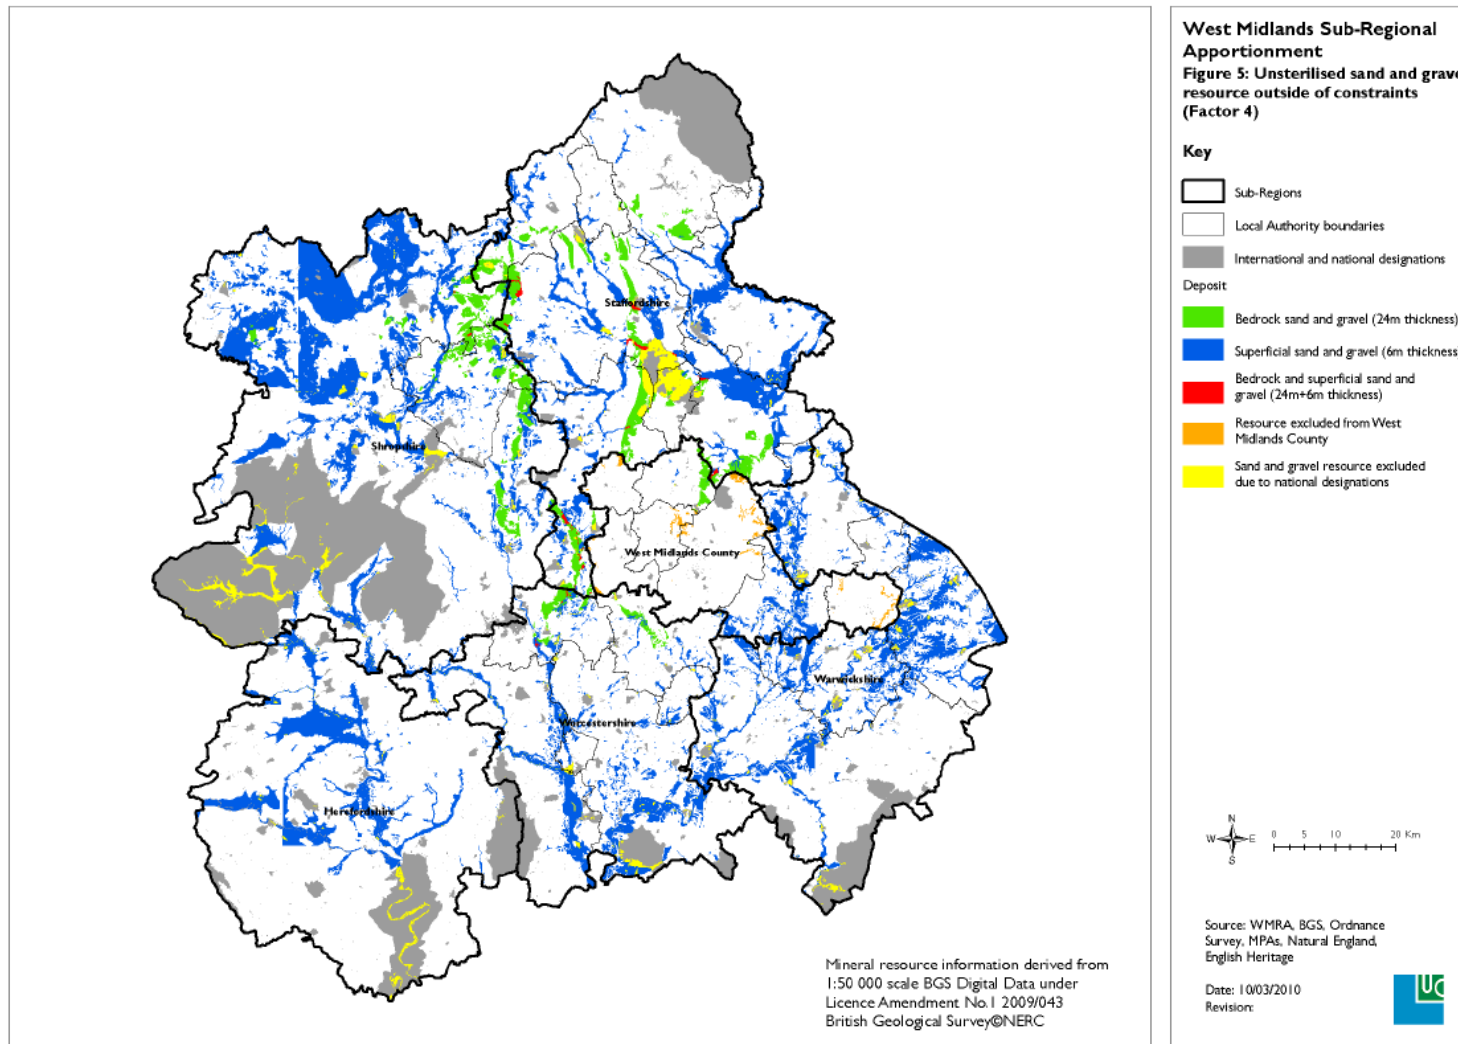 West Midlands Sub-Regional
Apportionment
Figure 5: Unsterilised sand and grave
resource outside of constraints
(Factor 4)
Key
Sub-Regions
Local Authority boundaries
International and national designations
Deposit
Bedrock sand and gravel (24m thickness)
Superficial sand and gravel (6m thickness
Bedrock and superficial sand and
gravel (24m+6m thickness)
Resource excluded from West
Midlands County
Sand and gravel resource excluded
due to national designations
Staffordshire
Shropshire
West Midlands County
Warwickshire
Worcestershire
Herefordshire
N
W E
S
0 5 10 20 Km
Source: WMRA, BGS, Ordnance
Survey, MPAs, Natural England,
English Heritage
Date: 10/03/2010
Revision:
Mineral resource information derived from
1:50 000 scale BGS Digital Data under
Licence Amendment No.1 2009/043
British Geological Survey©NERC